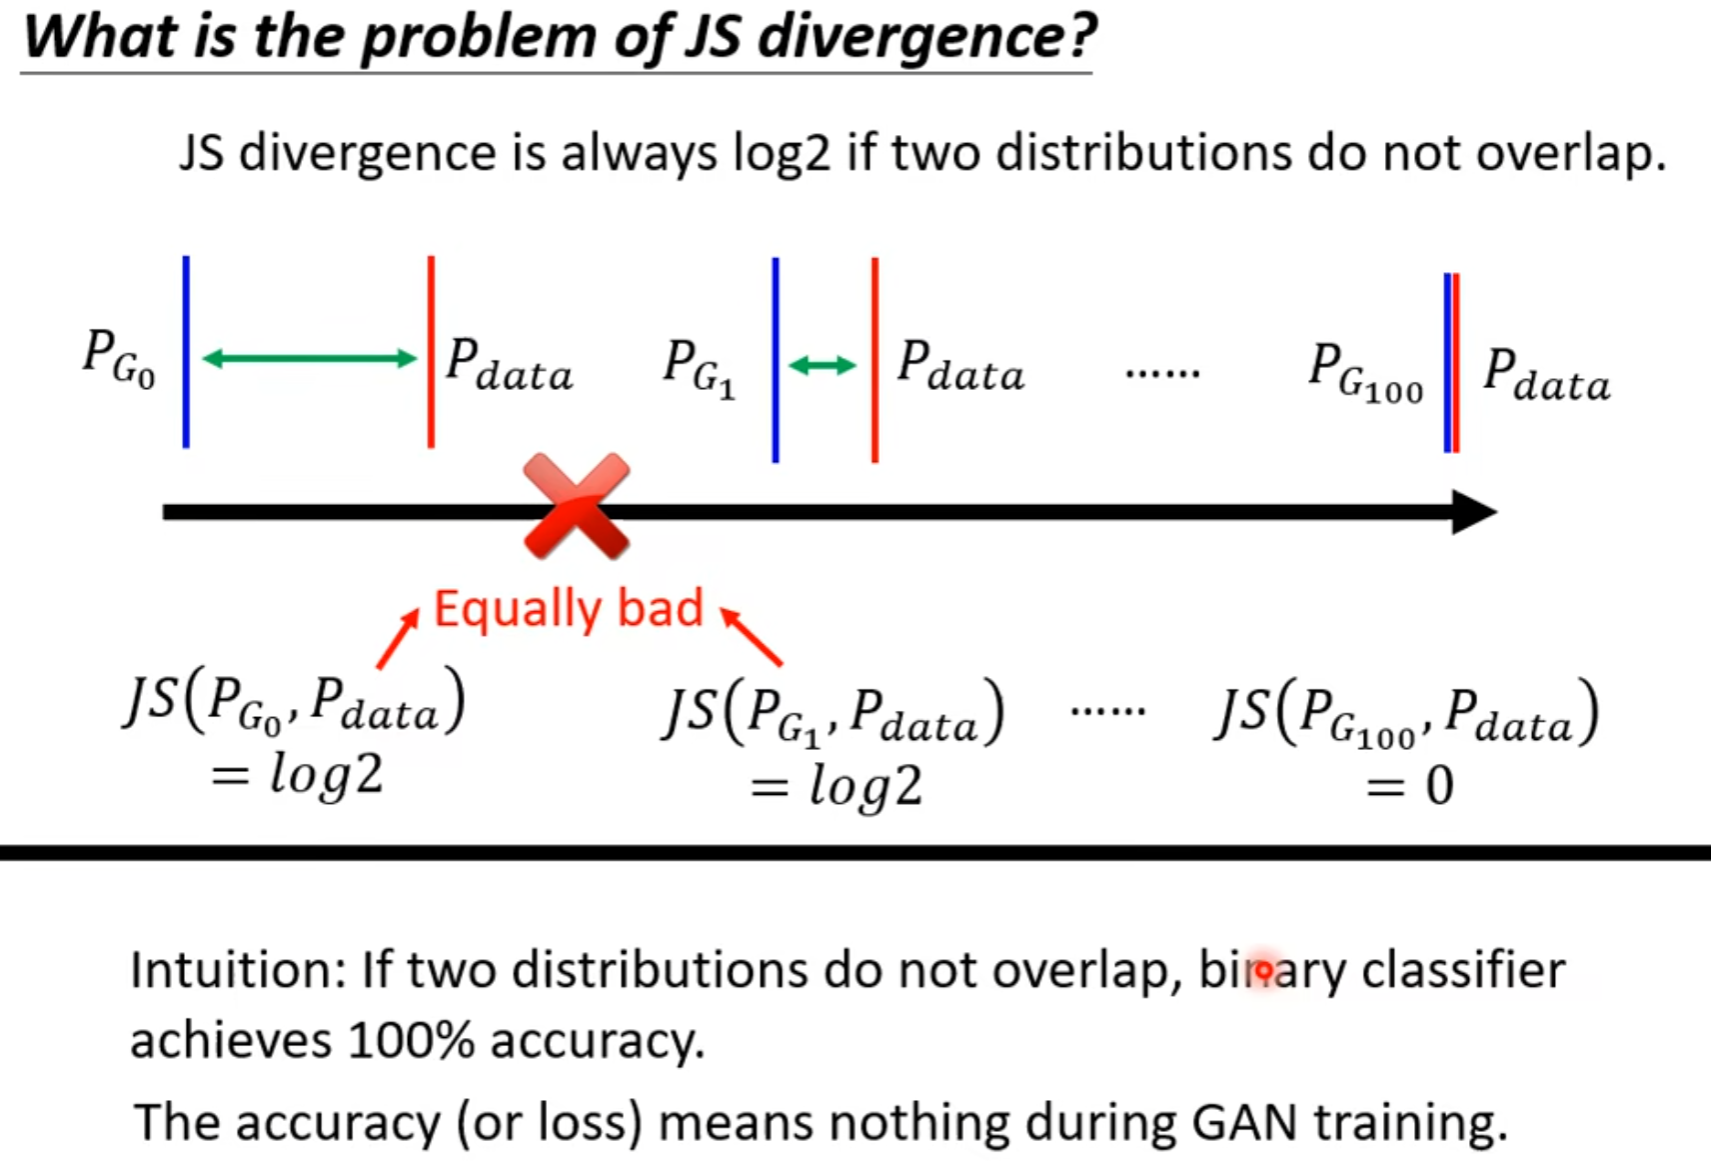 What is the problem of JS divergence?
JS divergence is always log2 if two distributions do not overlap.
P_{G_0} P_{data} P_{G_1} P_{data} …… P_{G_{100}} P_{data}
Equally bad
JS(P_{G_0}, P_{data}) JS(P_{G_1}, P_{data}) …… JS(P_{G_{100}}, P_{data})
= log2 = log2 = 0
Intuition: If two distributions do not overlap, binary classifier
achieves 100% accuracy.
The accuracy (or loss) means nothing during GAN training.